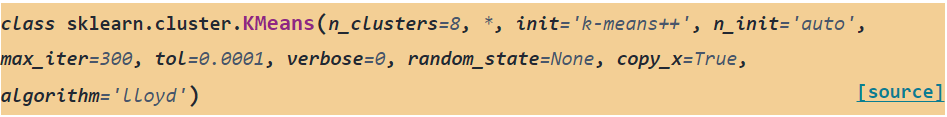 class sklearn.cluster.KMeans(n_clusters=8, *, init='k-means++', n_init='auto',
max_iter=300, tol=0.0001, verbose=0, random_state=None, copy_x=True,
algorithm='lloyd') [source]